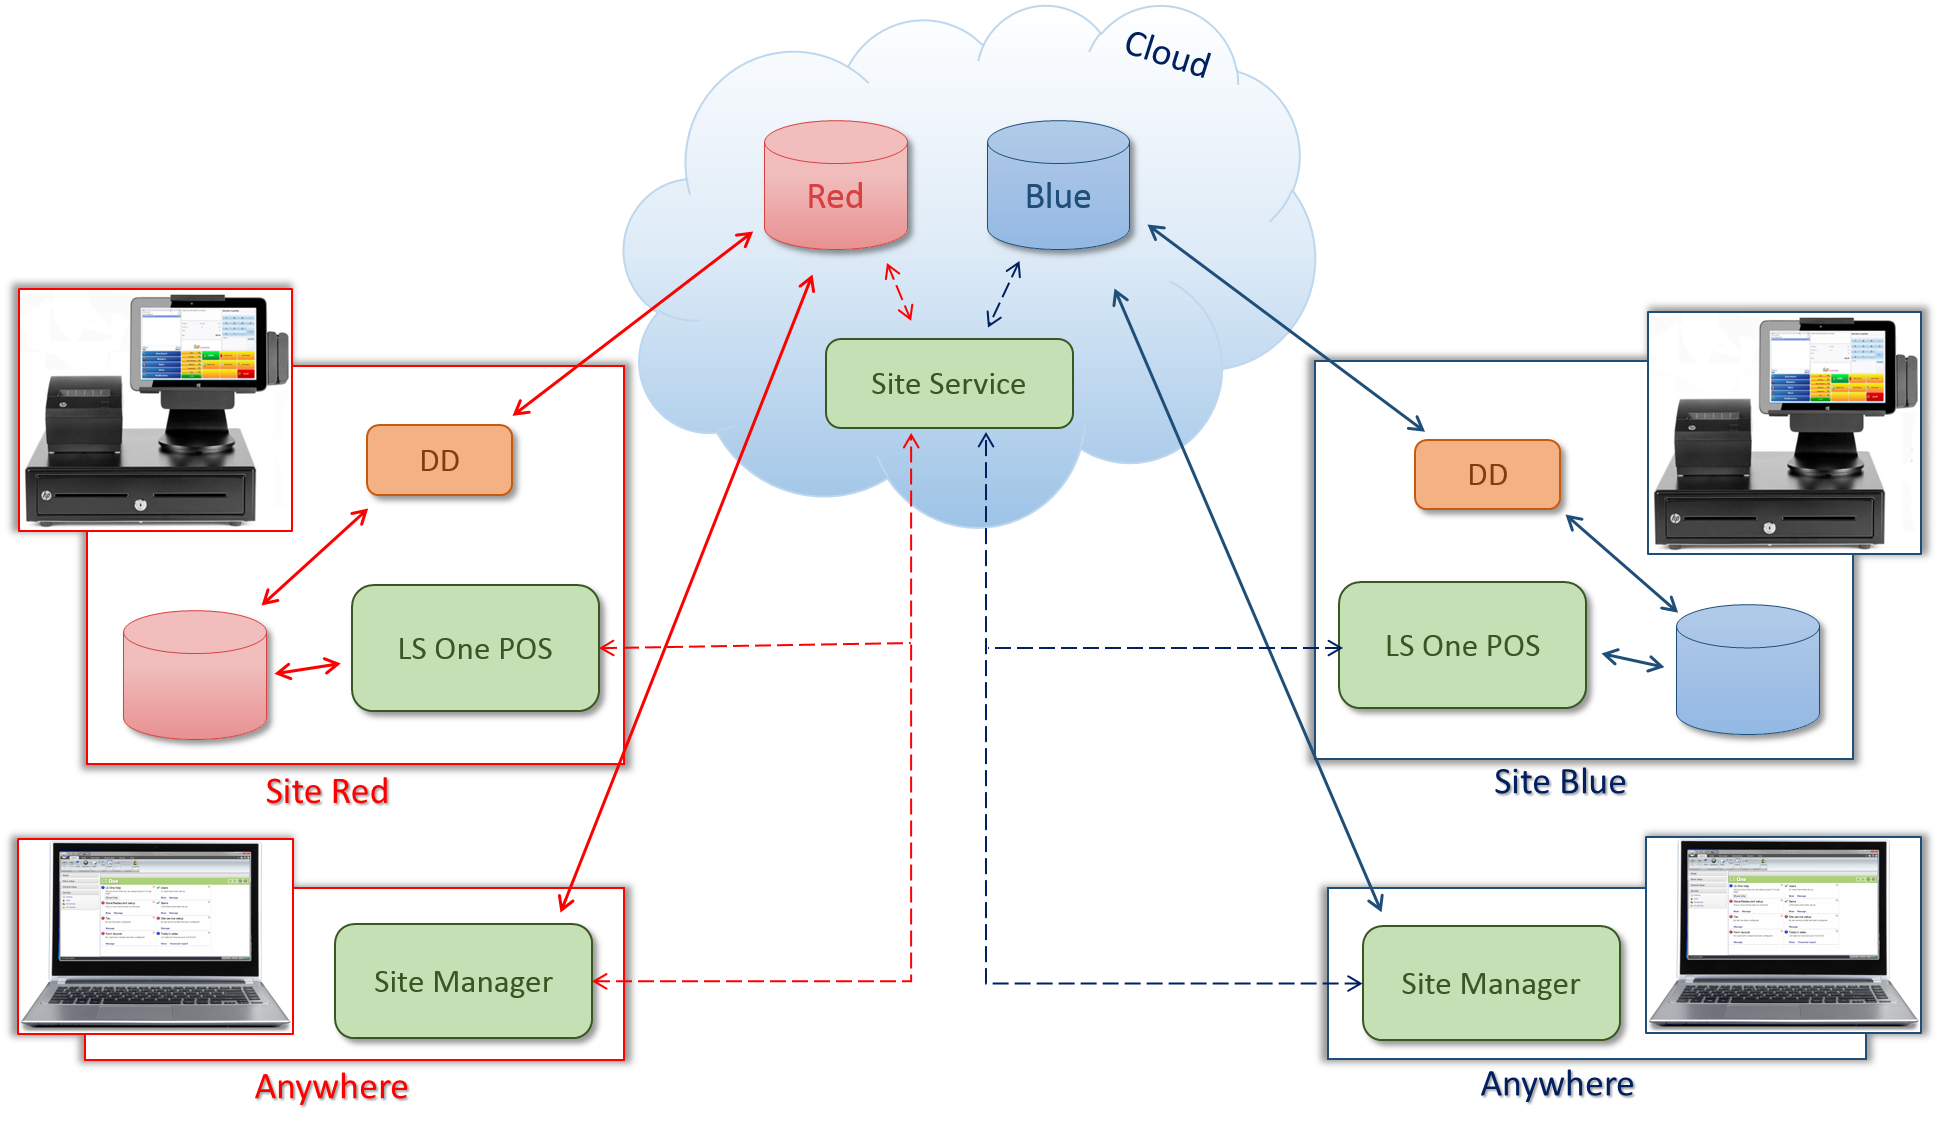 Cloud
Red
Blue
Site Service
DD
DD
LS One POS
LS One POS
Site Red
Site Blue
Site Manager
Site Manager
Anywhere
Anywhere